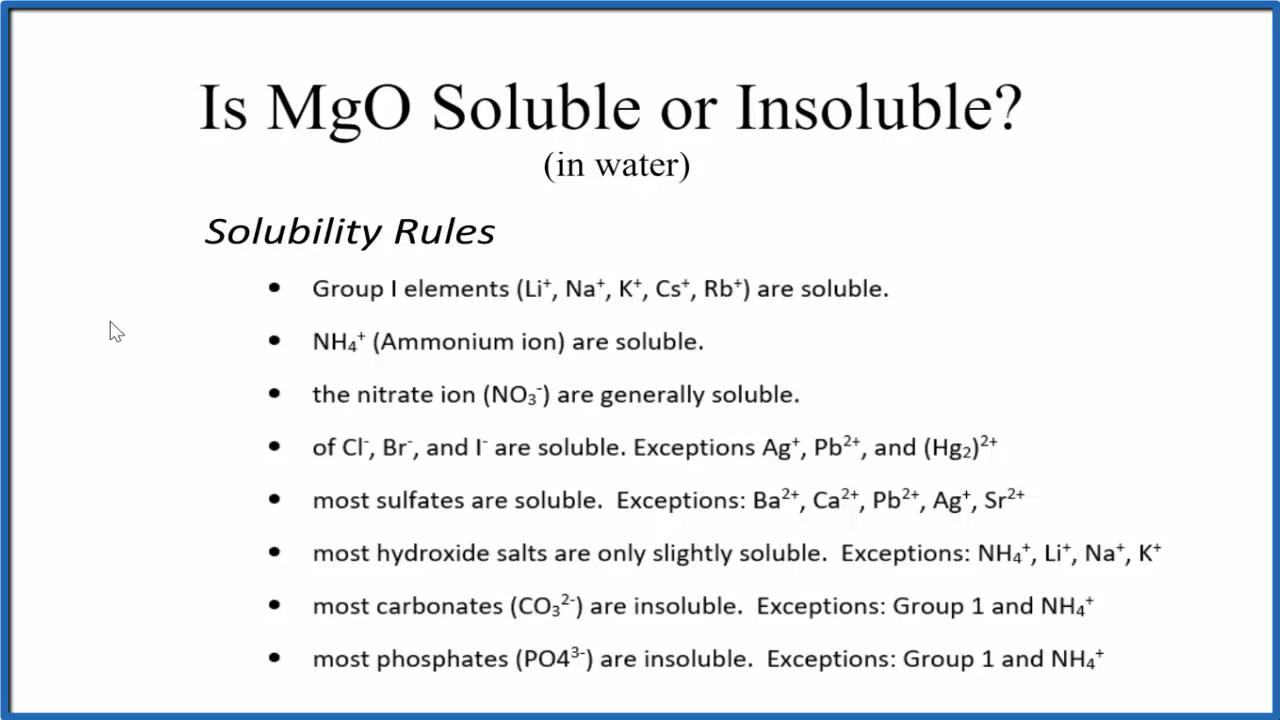 Is MgO Soluble or Insoluble?
(in water)
Solubility Rules
• Group I elements (Li⁺, Na⁺, K⁺, Cs⁺, Rb⁺) are soluble.
• NH₄⁺ (Ammonium ion) are soluble.
• the nitrate ion (NO₃⁻) are generally soluble.
• of Cl⁻, Br⁻, and I⁻ are soluble. Exceptions Ag⁺, Pb²⁺, and (Hg₂)²⁺
• most sulfates are soluble.  Exceptions: Ba²⁺, Ca²⁺, Pb²⁺, Ag⁺, Sr²⁺
• most hydroxide salts are only slightly soluble.  Exceptions: NH₄⁺, Li⁺, Na⁺, K⁺
• most carbonates (CO₃²⁻) are insoluble.  Exceptions: Group 1 and NH₄⁺
• most phosphates (PO4³⁻) are insoluble.  Exceptions: Group 1 and NH₄⁺